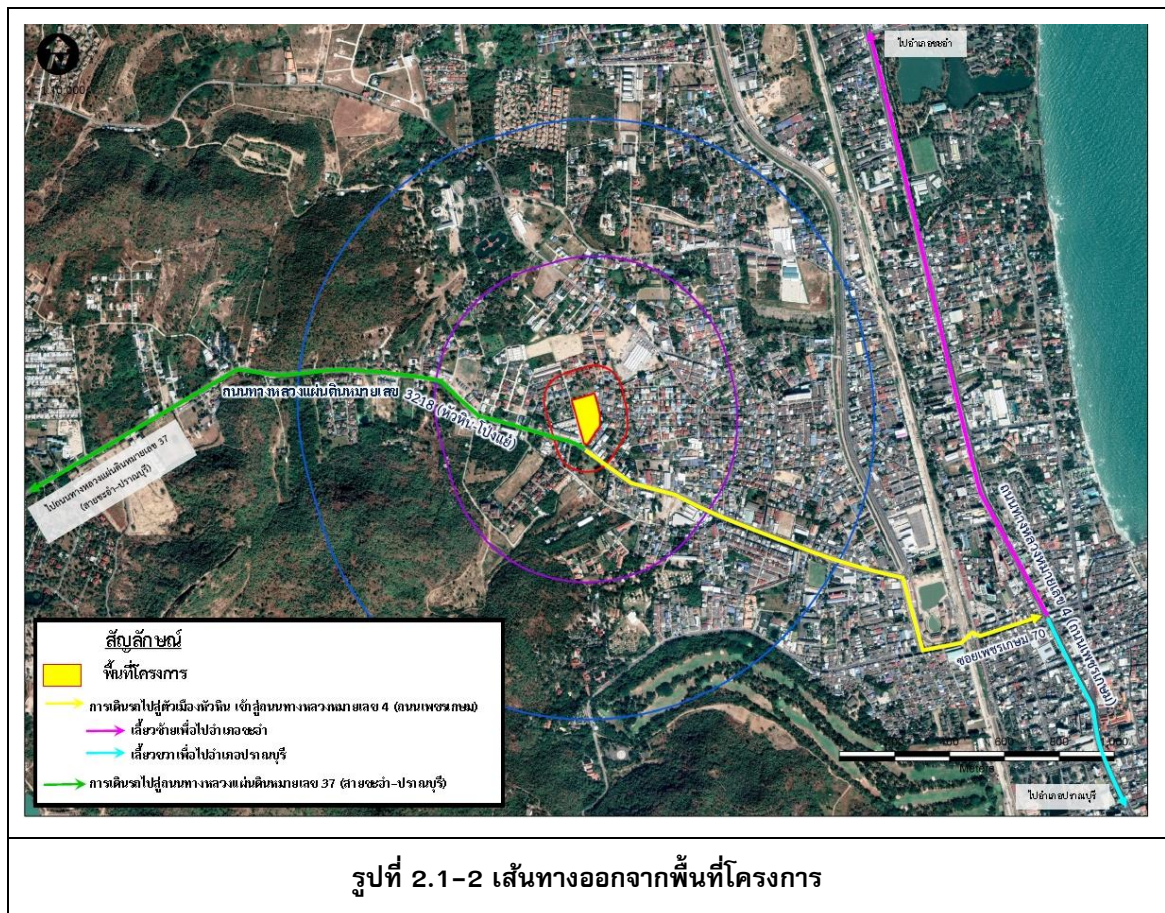 N
1:10,000
ไปอำเภอชะอำ
ถนนทางหลวงแผ่นดินหมายเลข 3218 (หัวหิน-โป่งแย้)
ไปถนนทางหลวงแผ่นดินหมายเลข 37
(สายชะอำ-ปราณบุรี)
ถนนทางหลวงหมายเลข 4 (ถนนเพชรเกษม)
ซอยเพชรเกษม 70
สัญลักษณ์
พื้นที่โครงการ
การเดินรถไปสู่ตัวเมืองหัวหิน เข้าสู่ถนนทางหลวงหมายเลข 4 (ถนนเพชรเกษม)
เลี้ยวซ้ายเพื่อไปอำเภอชะอำ
เลี้ยวขวาเพื่อไปอำเภอปราณบุรี
การเดินรถไปสู่ถนนทางหลวงแผ่นดินหมายเลข 37 (สายชะอำ-ปราณบุรี)
600 800 1,000
Meters
ไปอำเภอปราณบุรี
รูปที่ 2.1-2 เส้นทางออกจากพื้นที่โครงการ